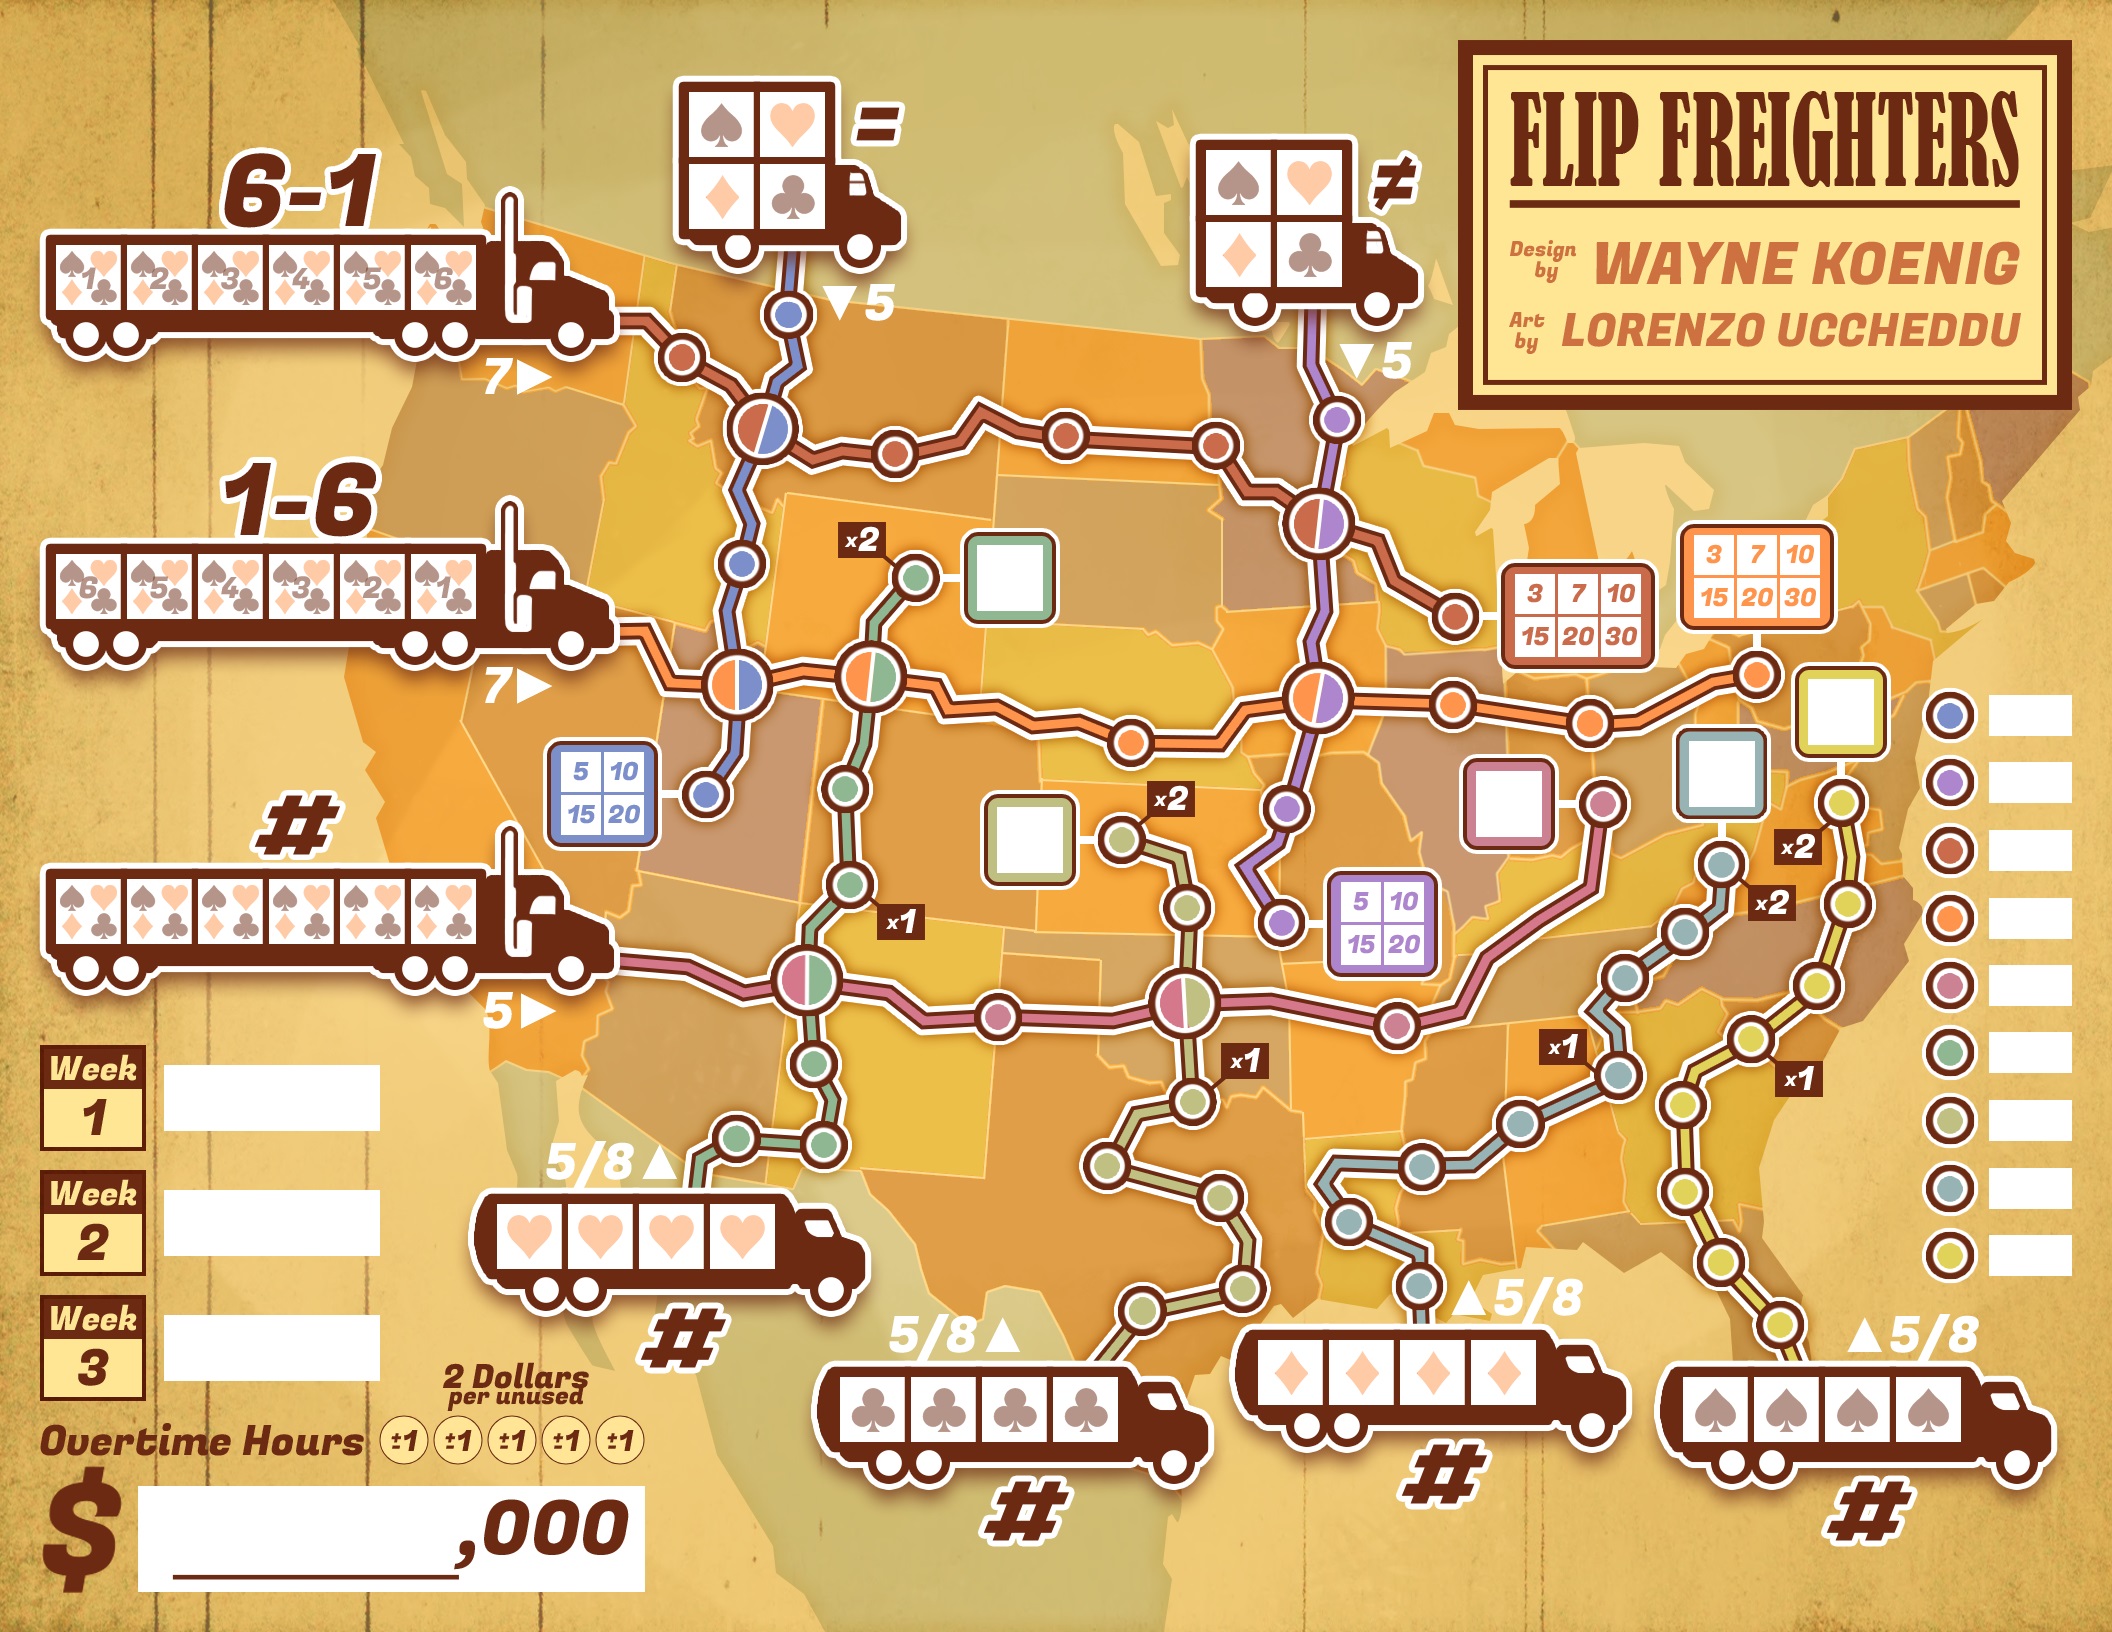 FLIP FREIGHTERS
Design by WAYNE KOENIG
Art by LORENZO UCCHEDDU
=
▼5
≠
▼5
6-1
1 2 3 4 5 6
7▶
1-6
6 5 4 3 2 1
7▶
#
5▶
x2
x1
5 10
15 20
x2
x1
5 10
15 20
3 7 10
15 20 30
3 7 10
15 20 30
x2
x1
x2
x1
Week
1
Week
2
Week
3
5/8▲
#
5/8▲
#
▲5/8
#
▲5/8
#
2 Dollars
per unused
Overtime Hours ±1 ±1 ±1 ±1 ±1
$ ,000